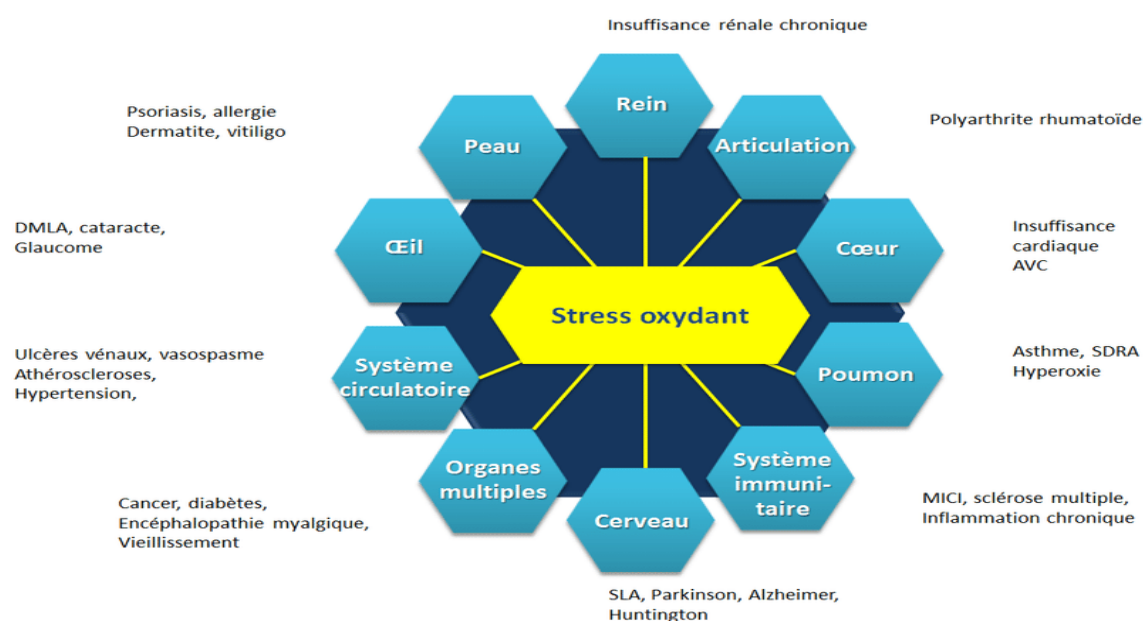 Insuffisance rénale chronique
Rein
Psoriasis, allergie
Dermatite, vitiligo
Peau
Articulation
Polyarthrite rhumatoïde
DMLA, cataracte,
Glaucome
Œil
Cœur
Insuffisance
cardiaque
AVC
Stress oxydant
Ulcères vénaux, vasospasme
Athéroscleroses,
Hypertension,
Système
circulatoire
Poumon
Asthme, SDRA
Hyperoxie
Organes
multiples
Système
immuni-
taire
Cancer, diabètes,
Encéphalopathie myalgique,
Vieillissement
Cerveau
MICI, sclérose multiple,
Inflammation chronique
SLA, Parkinson, Alzheimer,
Huntington